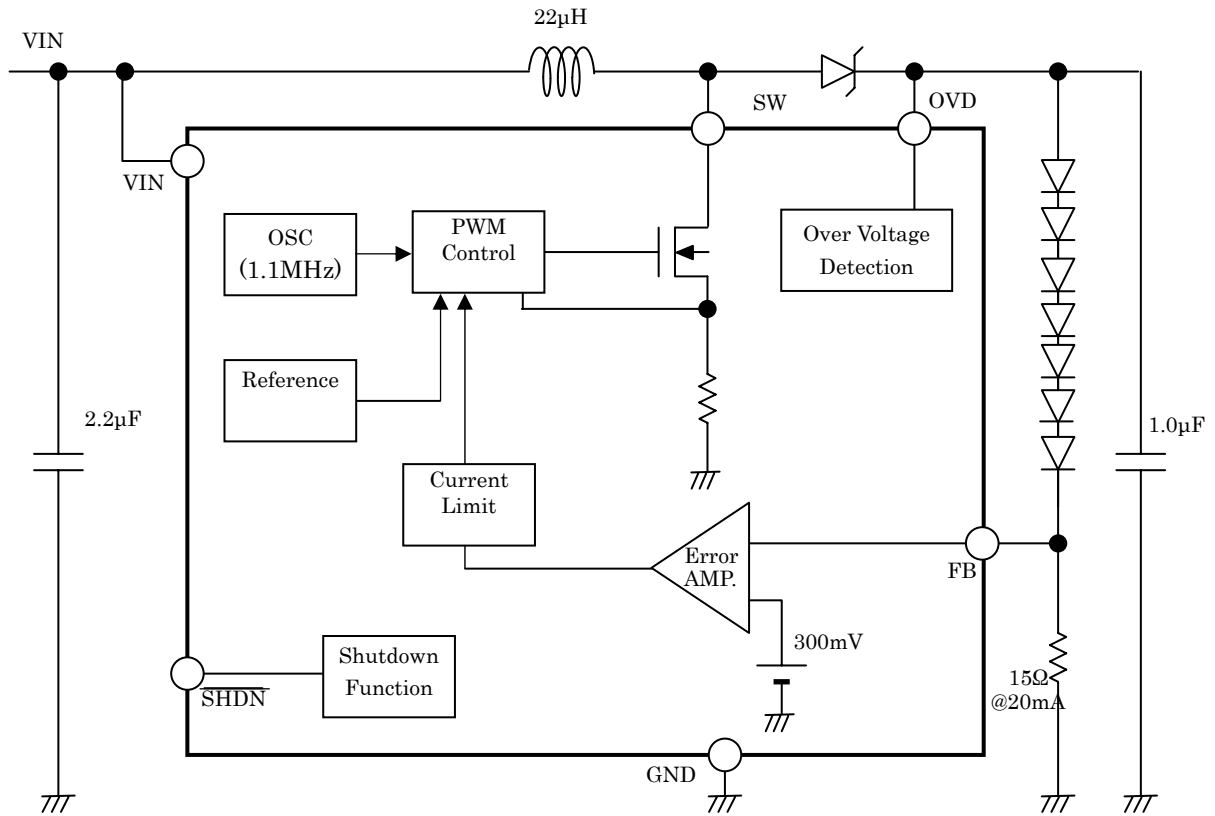 22µH
VIN
SW
OVD
VIN
OSC
(1.1MHz)
PWM
Control
Over Voltage
Detection
Reference
2.2µF
1.0µF
Current
Limit
Error
AMP.
FB
300mV
Shutdown
Function
SHDN
15Ω
@20mA
GND